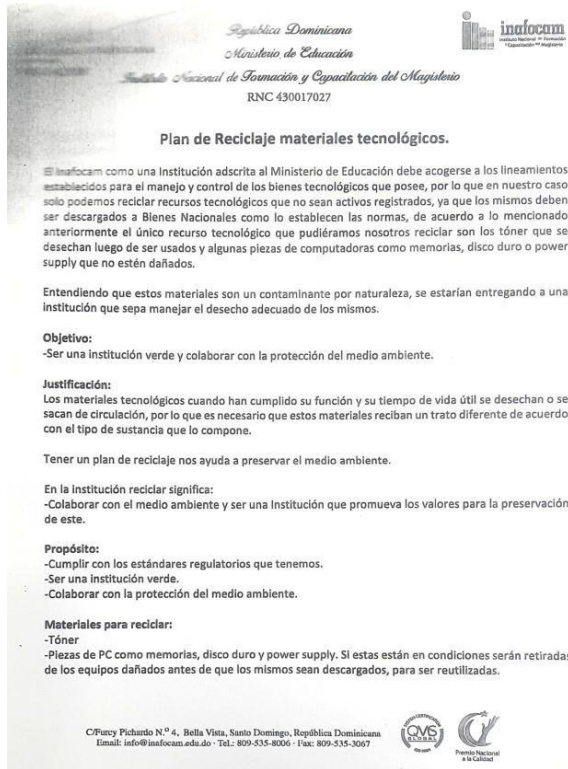 República Dominicana
inafocam
Instituto Nacional de Formación
y Capacitación del Magisterio
Ministerio de Educación
Instituto Nacional de Formación y Capacitación del Magisterio
RNC 430017027
Plan de Reciclaje materiales tecnológicos.
El Inafocam como una Institución adscrita al Ministerio de Educación debe acogerse a los lineamientos
establecidos para el manejo y control de los bienes tecnológicos que posee, por lo que en nuestro caso
solo podemos reciclar recursos tecnológicos que no sean activos registrados, ya que los mismos deben
ser descargados a Bienes Nacionales como lo establecen las normas, de acuerdo a lo mencionado
anteriormente el único recurso tecnológico que pudiéramos nosotros reciclar son los tóner que se
desechan luego de ser usados y algunas piezas de computadoras como memorias, disco duro o power
supply que no estén dañados.
Entendiendo que estos materiales son un contaminante por naturaleza, se estarían entregando a una
institución que sepa manejar el desecho adecuado de los mismos.
Objetivo:
-Ser una institución verde y colaborar con la protección del medio ambiente.
Justificación:
Los materiales tecnológicos cuando han cumplido su función y su tiempo de vida útil se desechan o se
sacan de circulación, por lo que es necesario que estos materiales reciban un trato diferente de acuerdo
con el tipo de sustancia que lo compone.
Tener un plan de reciclaje nos ayuda a preservar el medio ambiente.
En la institución reciclar significa:
-Colaborar con el medio ambiente y ser una Institución que promueva los valores para la preservación
de este.
Propósito:
-Cumplir con los estándares regulatorios que tenemos.
-Ser una institución verde.
-Colaborar con la protección del medio ambiente.
Materiales para reciclar:
-Tóner
-Piezas de PC como memorias, disco duro y power supply. Si estas están en condiciones serán retiradas
de los equipos dañados antes de que los mismos sean descargados, para ser reutilizadas.
C/Furcy Pichardo N.º 4, Bella Vista, Santo Domingo, República Dominicana
Email: info@inafocam.edu.do · Tel.: 809-535-8006 · Fax: 809-535-3067
QMS
GLOBAL
Premio Nacional
a la Calidad